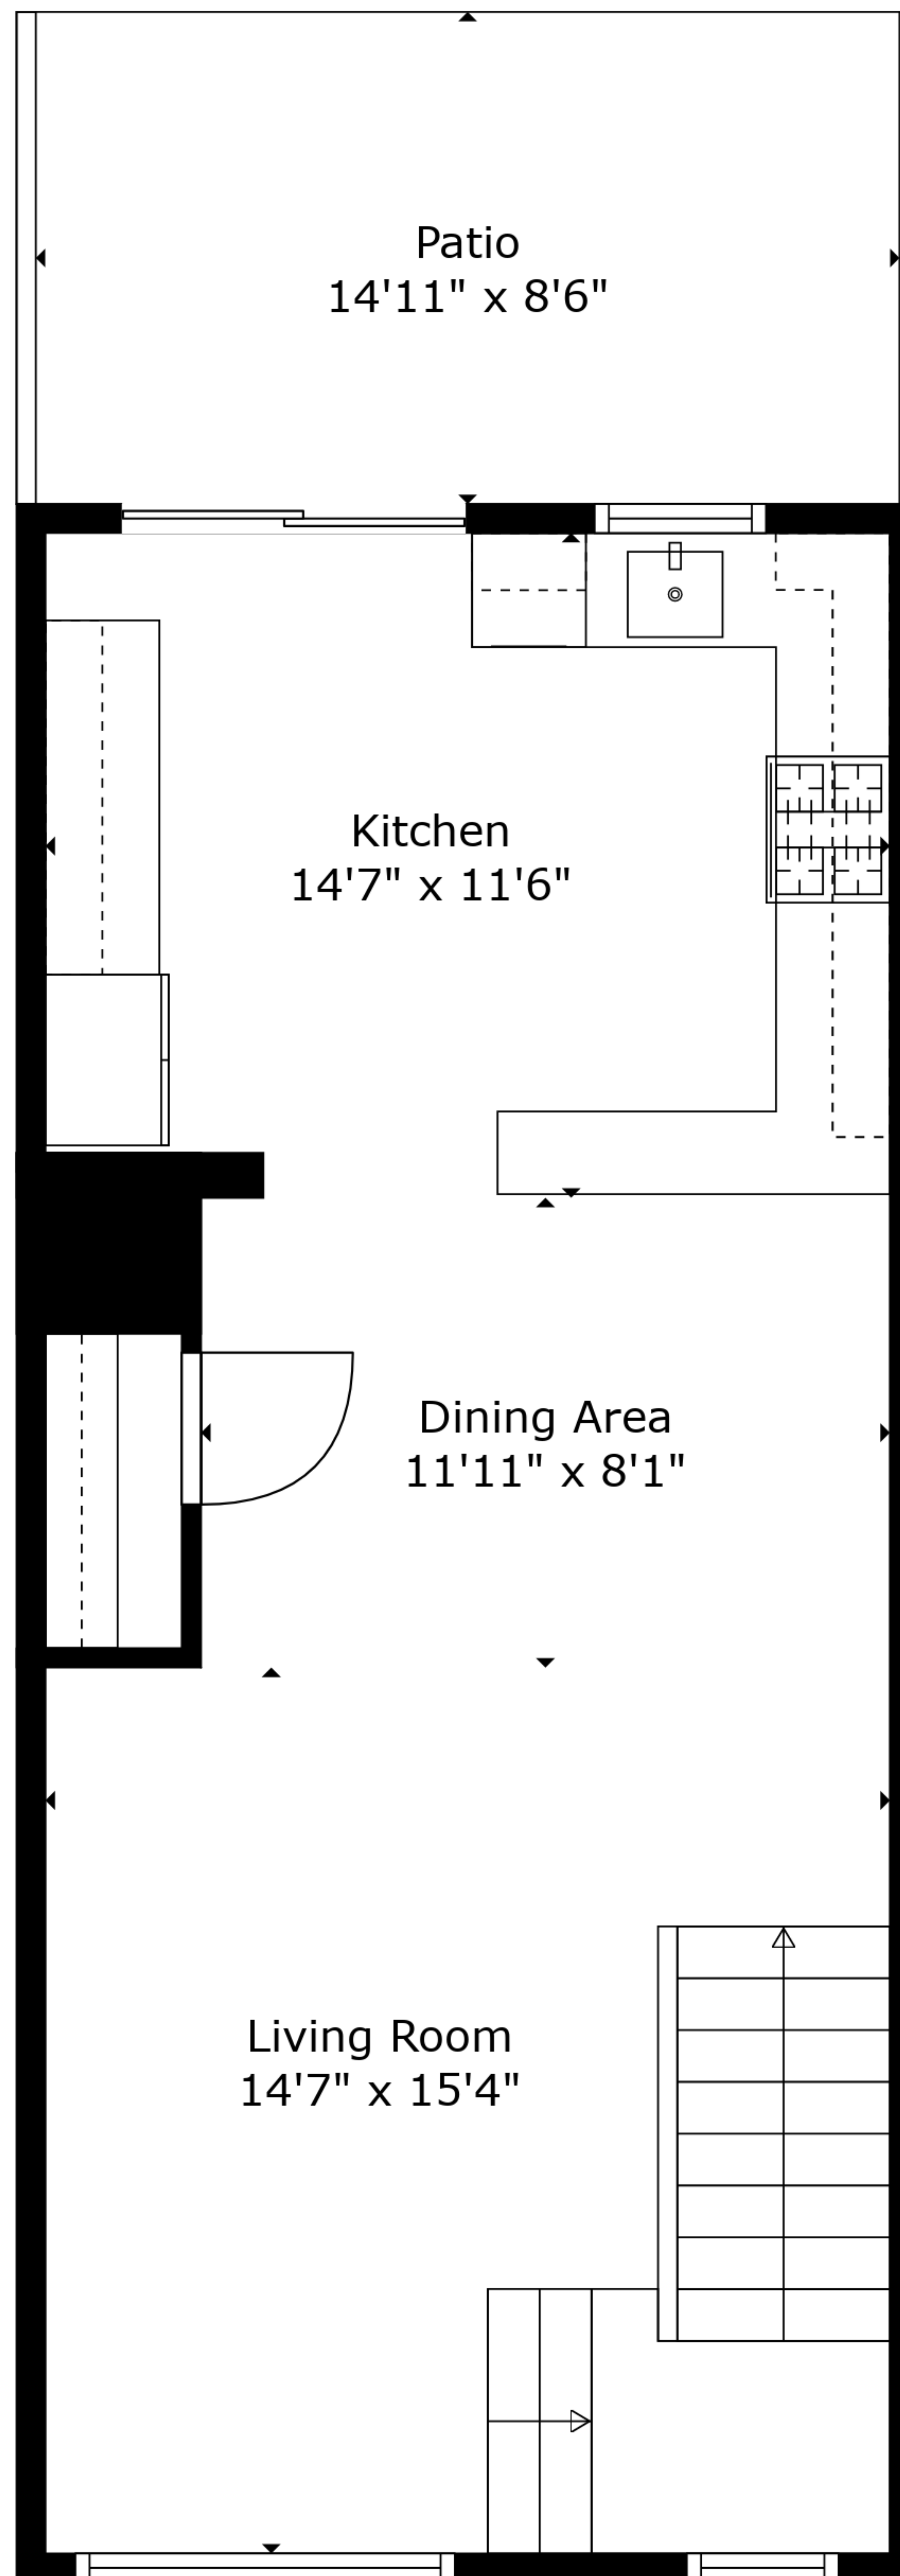 Patio
14'11" x 8'6"
Kitchen
14'7" x 11'6"
Dining Area
11'11" x 8'1"
Living Room
14'7" x 15'4"